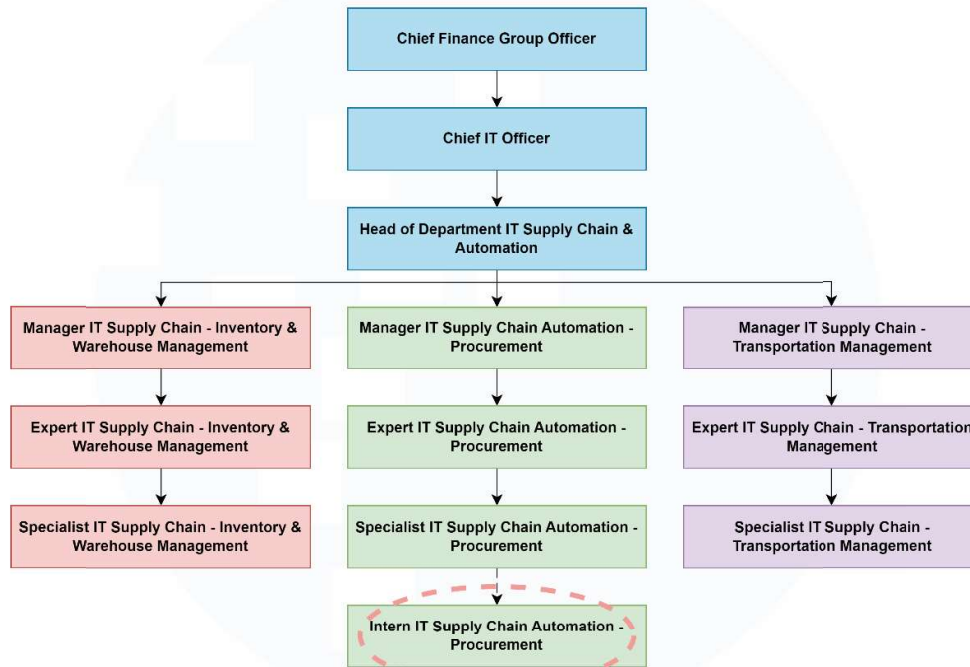 Chief Finance Group Officer
Chief IT Officer
Head of Department IT Supply Chain &
Automation
Manager IT Supply Chain - Inventory &
Warehouse Management
Manager IT Supply Chain Automation -
Procurement
Manager IT Supply Chain -
Transportation Management
Expert IT Supply Chain - Inventory &
Warehouse Management
Expert IT Supply Chain Automation -
Procurement
Expert IT Supply Chain - Transportation
Management
Specialist IT Supply Chain - Inventory &
Warehouse Management
Specialist IT Supply Chain Automation -
Procurement
Specialist IT Supply Chain -
Transportation Management
Intern IT Supply Chain Automation -
Procurement